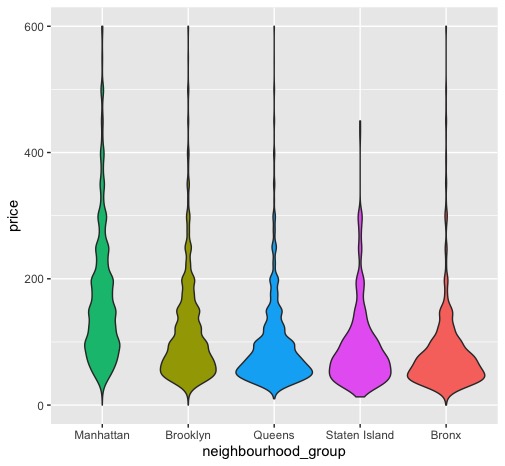 600
400
200
0
price
Manhattan Brooklyn Queens Staten Island Bronx
neighbourhood_group